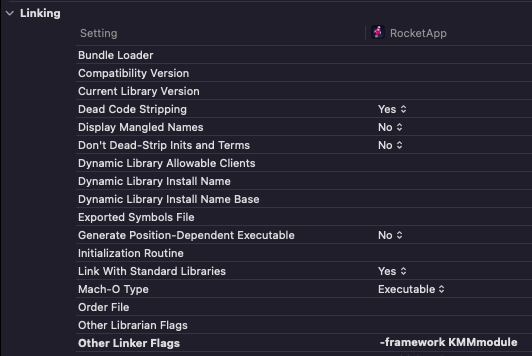 Linking
Setting RocketApp
Bundle Loader
Compatibility Version
Current Library Version
Dead Code Stripping Yes
Display Mangled Names No
Don't Dead-Strip Inits and Terms No
Dynamic Library Allowable Clients
Dynamic Library Install Name
Dynamic Library Install Name Base
Exported Symbols File
Generate Position-Dependent Executable No
Initialization Routine
Link With Standard Libraries Yes
Mach-O Type Executable
Order File
Other Librarian Flags
Other Linker Flags -framework KMMmodule